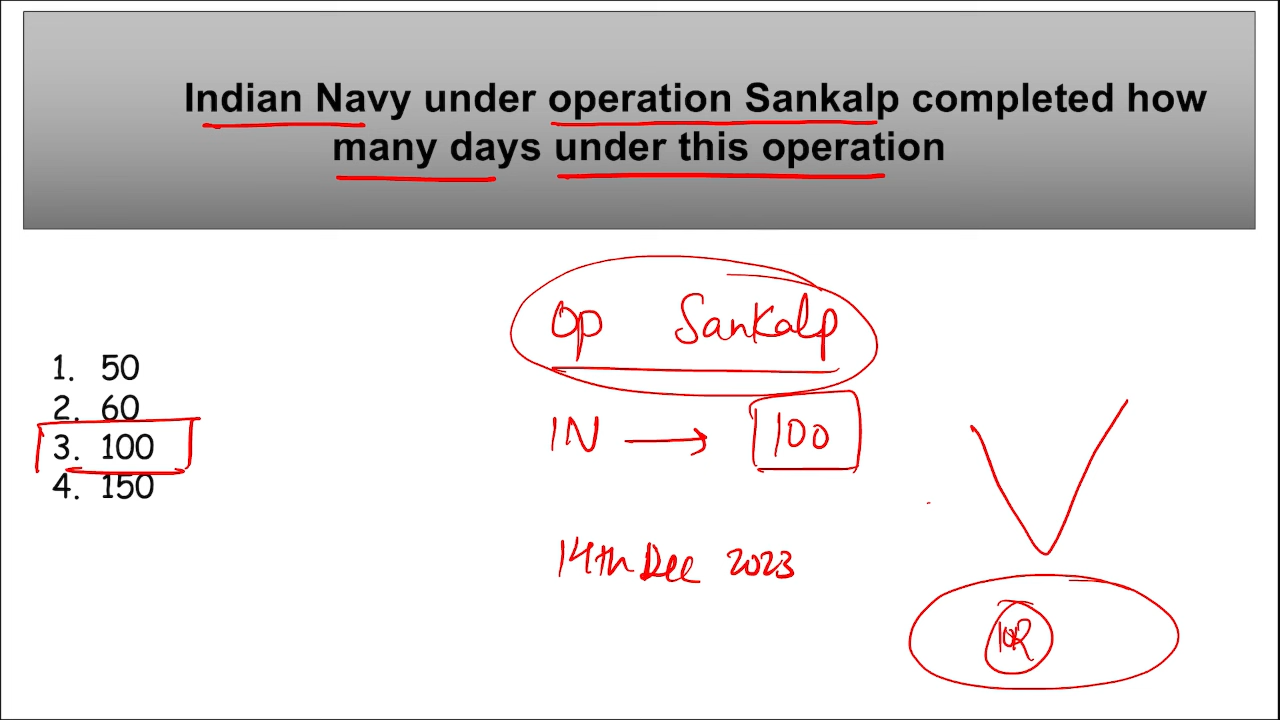 Indian Navy under operation Sankalp completed how
many days under this operation
Op Sankalp
1. 50
2. 60
3. 100
4. 150
IN → 100
14th Dec 2023
IOR